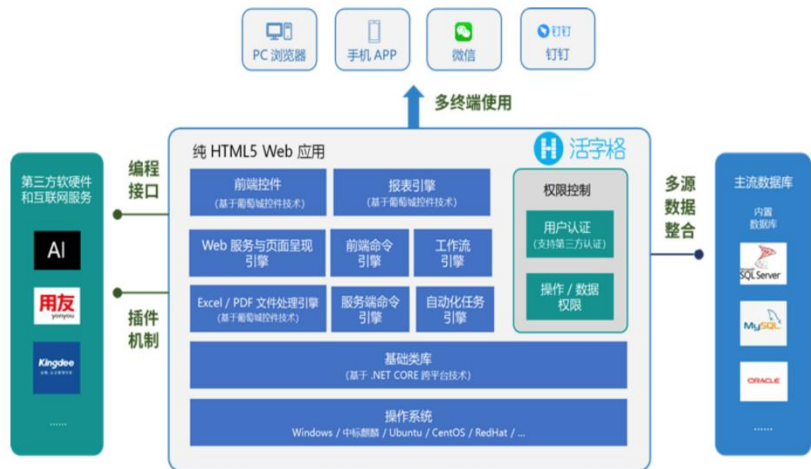 钉钉
PC 浏览器
手机 APP
微信
钉钉
多终端使用
纯 HTML5 Web 应用
活字格
第三方软硬件
和互联网服务
AI
用友
yonyou
Kingdee
......
编程
接口
插件
机制
前端控件
(基于葡萄城控件技术)
报表引擎
(基于葡萄城控件技术)
Web 服务与页面呈现
引擎
前端命令
引擎
工作流
引擎
Excel / PDF 文件处理引擎
(基于葡萄城控件技术)
服务端命令
引擎
自动化任务
引擎
权限控制
用户认证
(支持第三方认证)
操作 / 数据
权限
基础类库
(基于 .NET CORE 跨平台技术)
操作系统
Windows / 中标麒麟 / Ubuntu / CentOS / RedHat / ...
多源
数据
整合
主流数据库
内置
数据库
SQL Server
MySQL
ORACLE
......